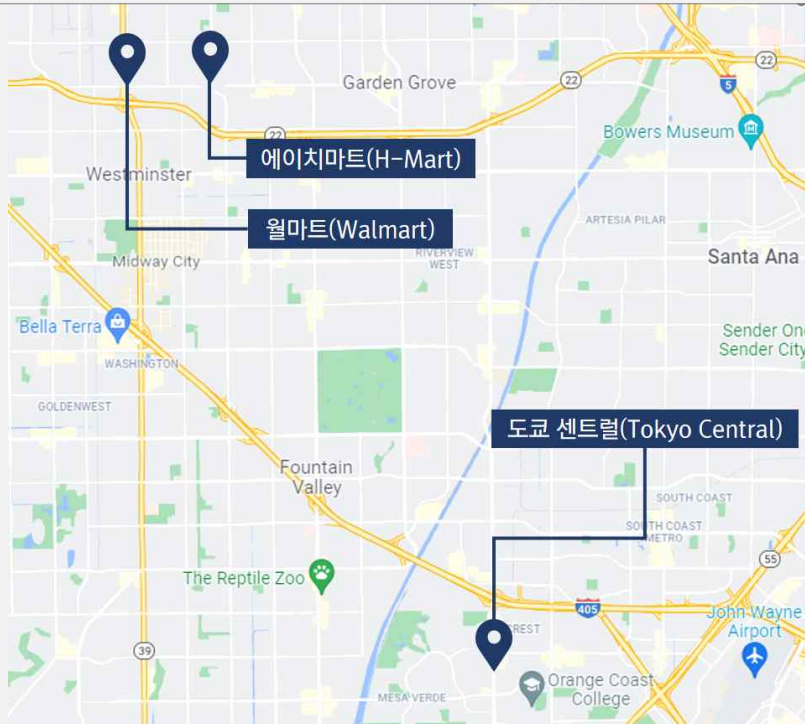 22
Garden Grove
22
5
22
Bowers Museum
에이치마트(H-Mart)
Westminster
월마트(Walmart)
ARTESIA PILAR
RIVERVIEW
WEST
Midway City
Santa Ana
Bella Terra
WASHINGTON
Sender One
Sender City
GOLDENWEST
도쿄 센트럴(Tokyo Central)
Fountain
Valley
SOUTH COAST
SOUTH COAST
METRO
55
The Reptile Zoo
405
John Wayne
Airport
CREST
39
Orange Coast
College
MESA VERDE